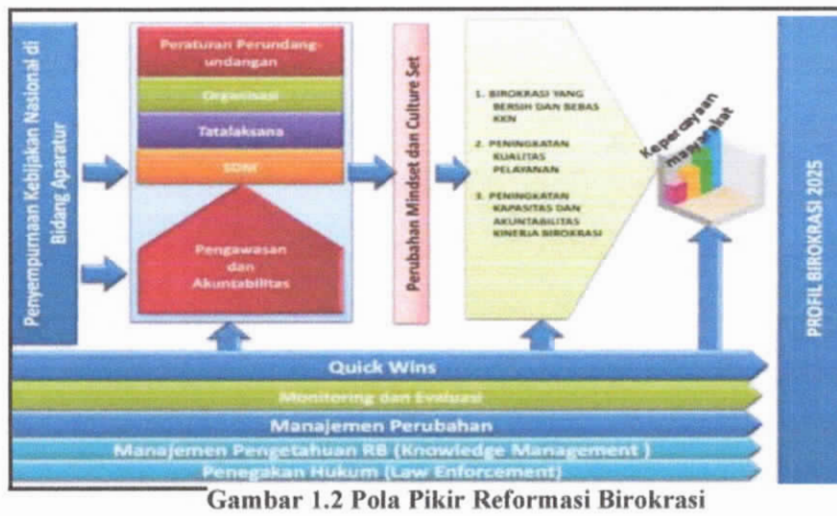 Penyempurnaan Kebijakan Nasional di
Bidang Aparatur
Peraturan Perundang-
undangan
Organisasi
Tatalaksana
SDM
Pengawasan
dan
Akuntabilitas
Perubahan Mindset dan Culture Set
1. BIROKRASI YANG
BERSIH DAN BEBAS
KKN
2. PENINGKATAN
KUALITAS
PELAYANAN
3. PENINGKATAN
KAPASITAS DAN
AKUNTABILITAS
KINERJA BIROKRASI
Kepercayaan
masyarakat
PROFIL BIROKRASI 2025
Quick Wins
Monitoring dan Evaluasi
Manajemen Perubahan
Manajemen Pengetahuan RB (Knowledge Management )
Penegakan Hukum (Law Enforcement)
Gambar 1.2 Pola Pikir Reformasi Birokrasi